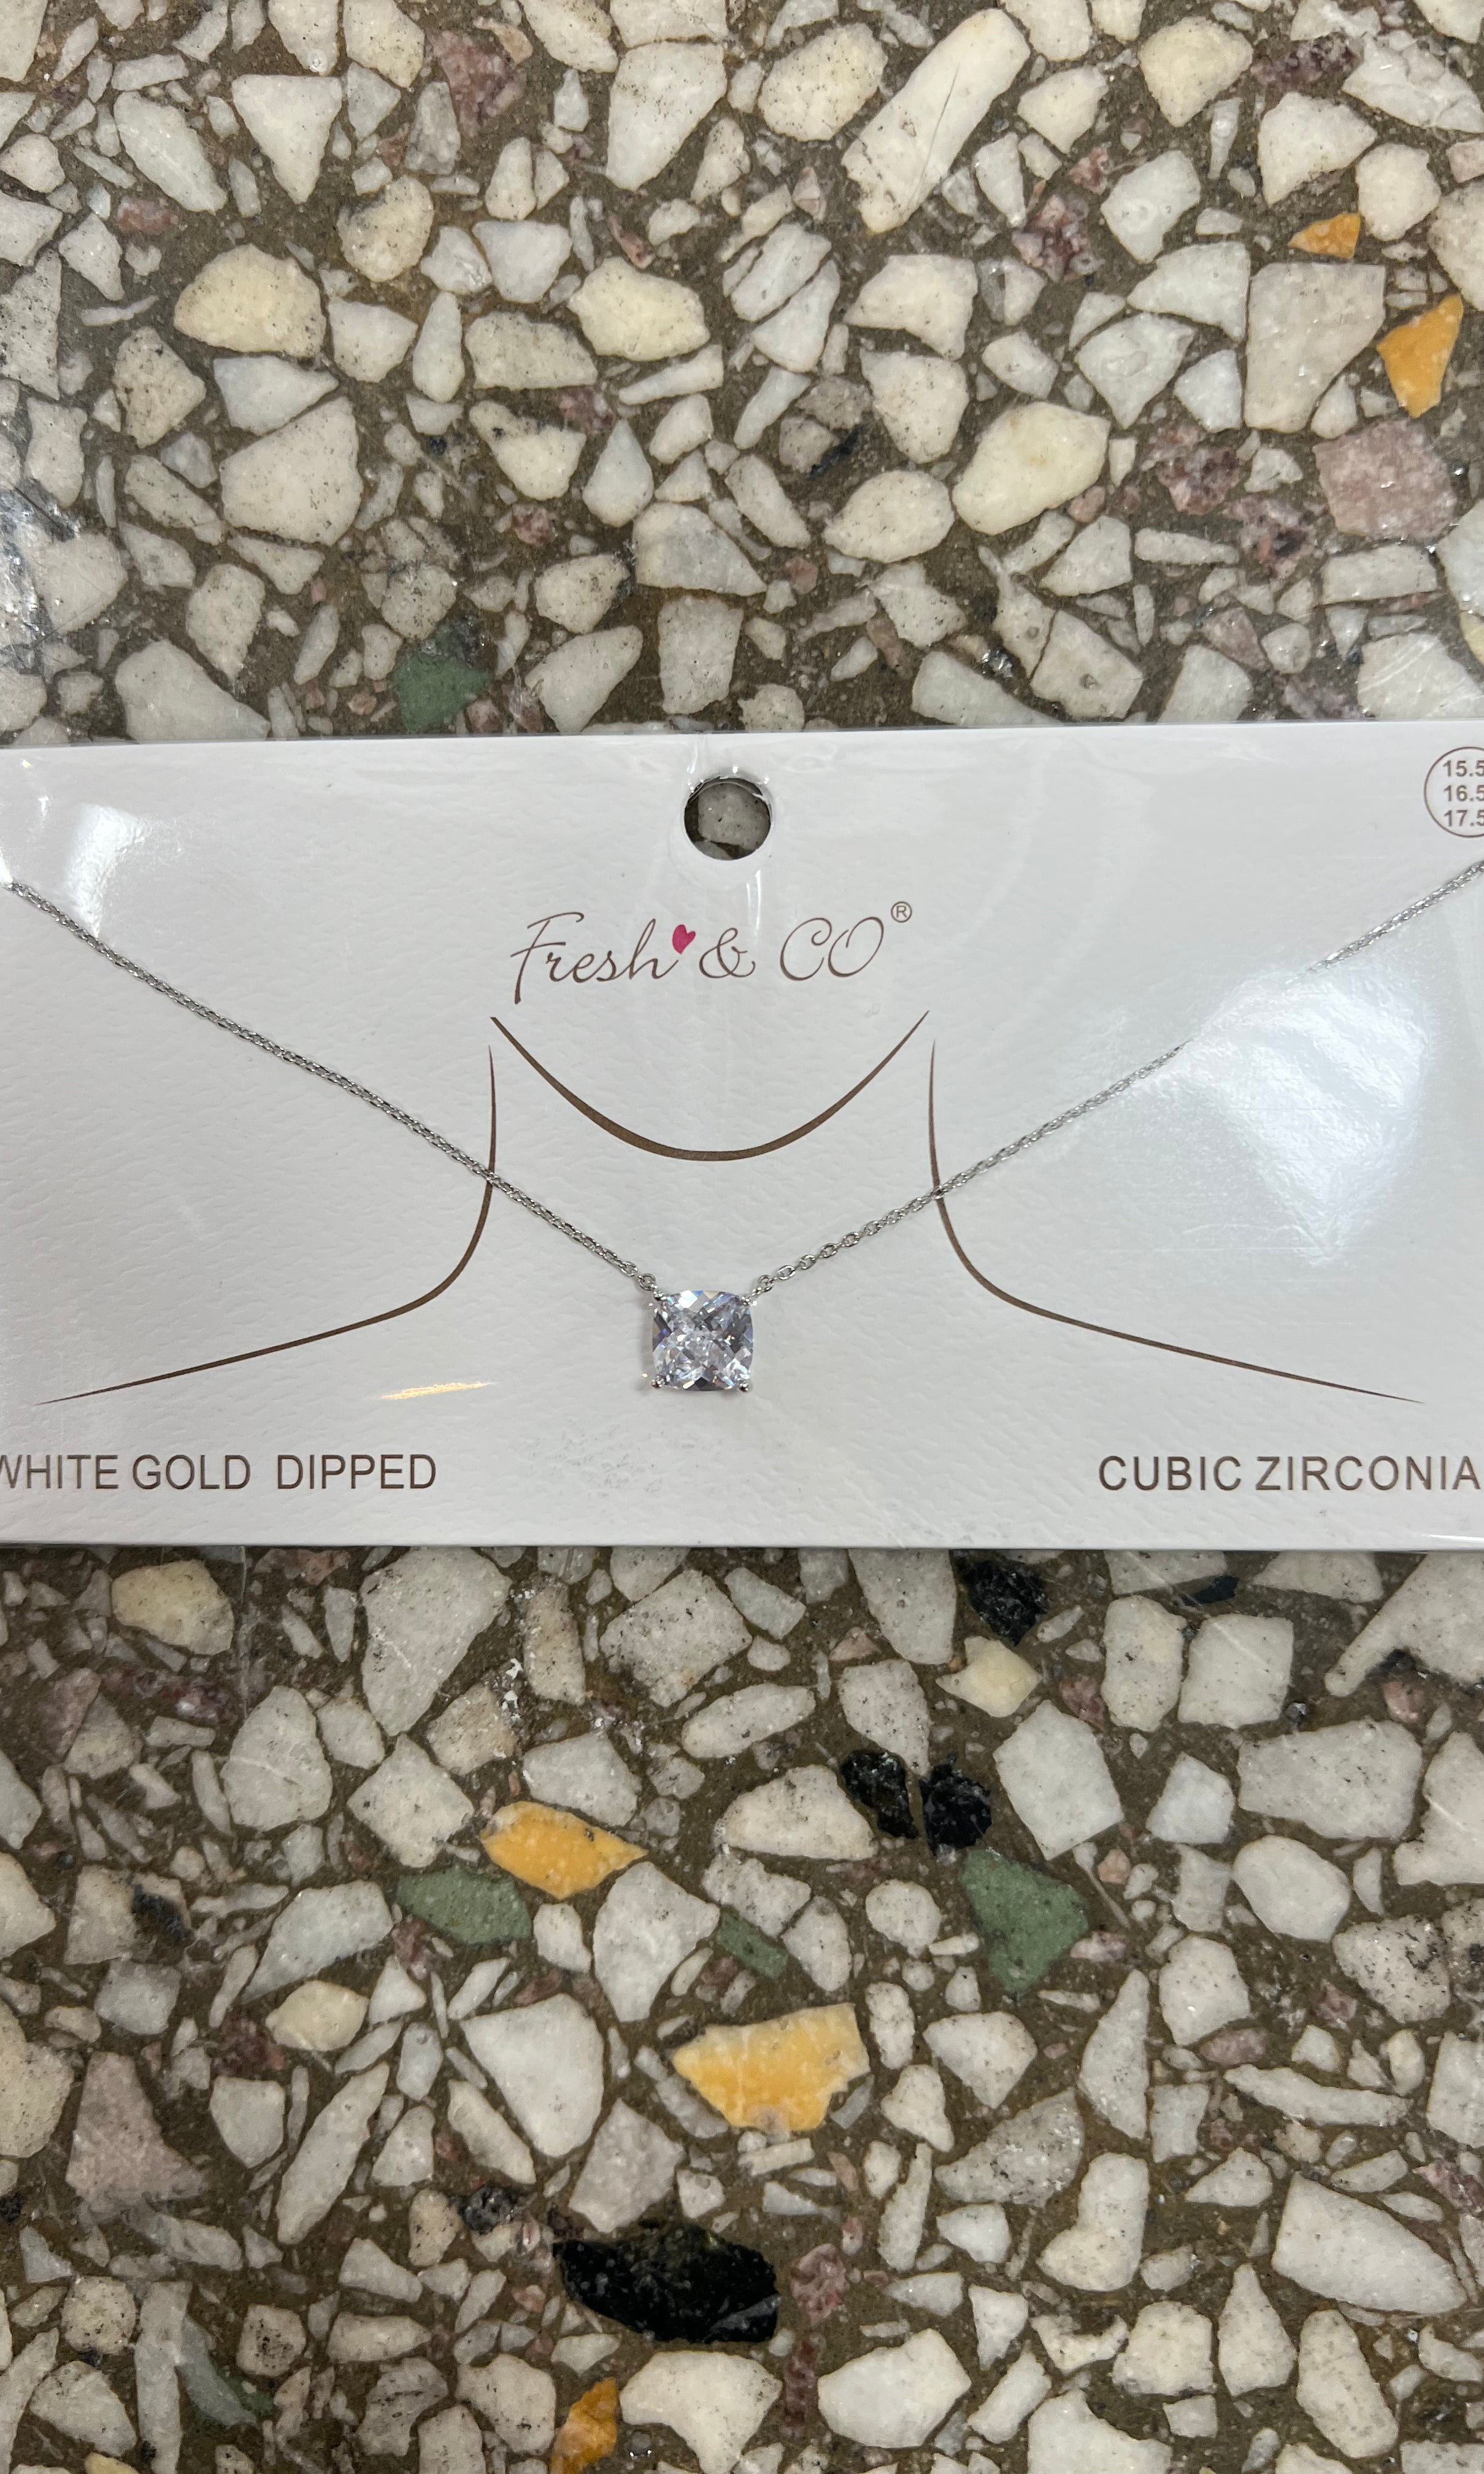 15.5
16.5
17.5
Fresh & CO®
WHITE GOLD DIPPED
CUBIC ZIRCONIA